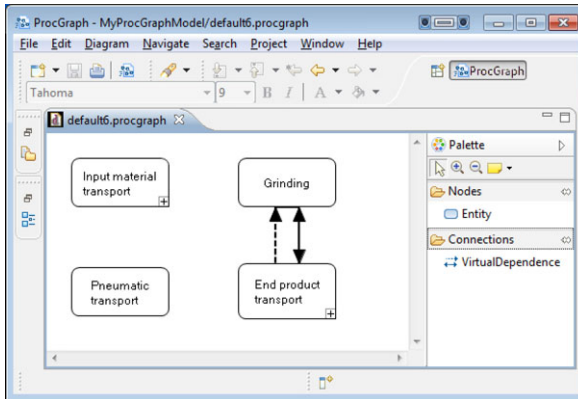 ProcGraph - MyProcGraphModel/default6.procgraph
File Edit Diagram Navigate Search Project Window Help
ProcGraph
Tahoma 9 B I A
default6.procgraph
Palette
Nodes
Entity
Connections
VirtualDependence
Input material
transport
Grinding
Pneumatic
transport
End product
transport